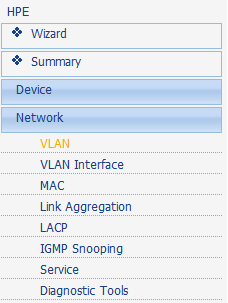 HPE
Wizard
Summary
Device
Network
VLAN
VLAN Interface
MAC
Link Aggregation
LACP
IGMP Snooping
Service
Diagnostic Tools